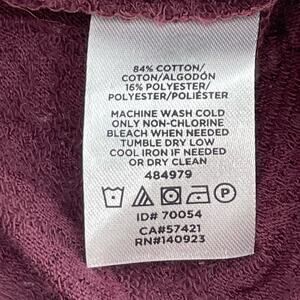 84% COTTON/
COTON/ALGODÓN
16% POLYESTER/
POLYESTER/POLIÉSTER
MACHINE WASH COLD
ONLY NON-CHLORINE
BLEACH WHEN NEEDED
TUMBLE DRY LOW
COOL IRON IF NEEDED
OR DRY CLEAN
484979
ID# 70054
CA#57421
RN#140923